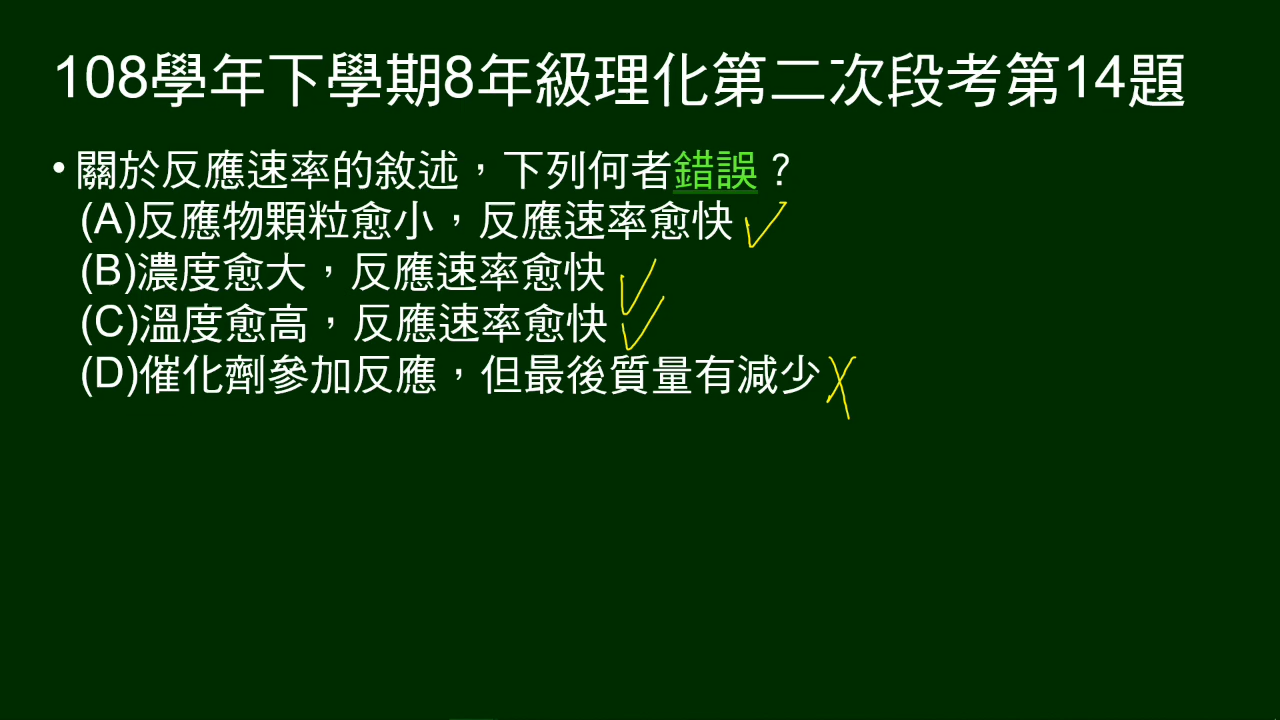 108學年下學期8年級理化第二次段考第14題
•關於反應速率的敘述，下列何者錯誤？
(A)反應物顆粒愈小，反應速率愈快
(B)濃度愈大，反應速率愈快
(C)溫度愈高，反應速率愈快
(D)催化劑參加反應，但最後質量有減少